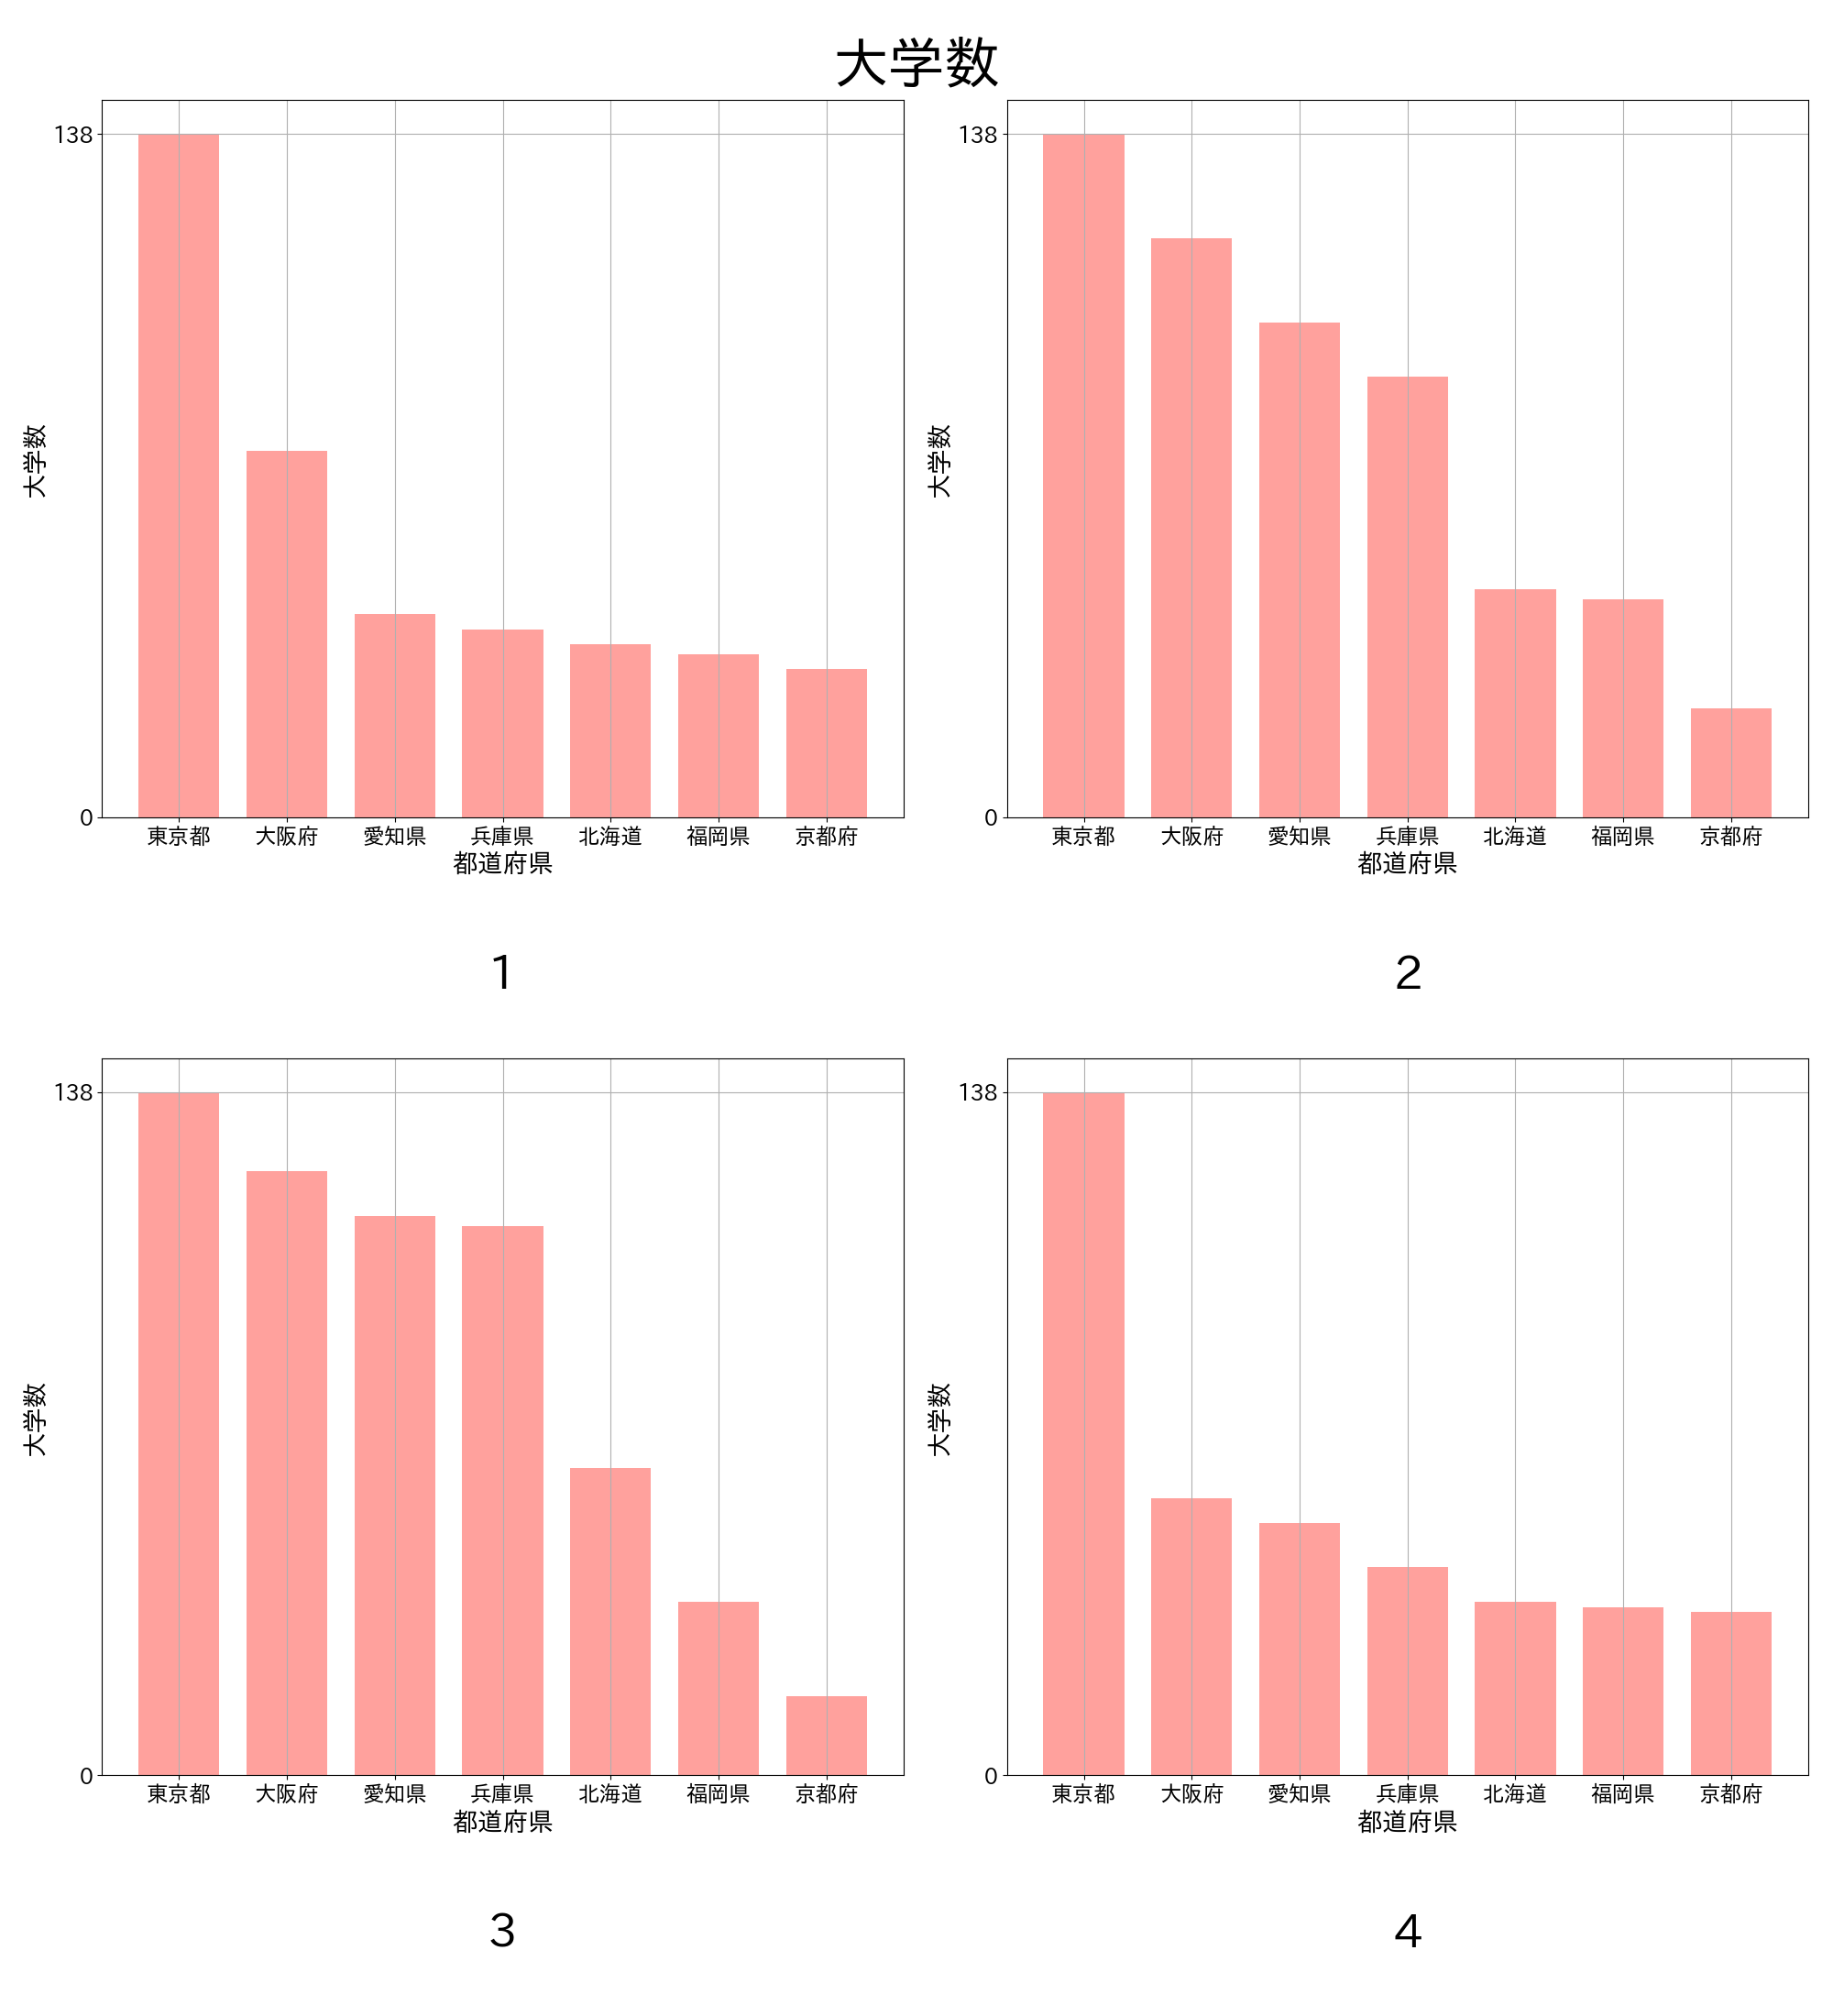 大学数
138
0
大学数
東京都 大阪府 愛知県 兵庫県 北海道 福岡県 京都府
都道府県
1
138
0
大学数
東京都 大阪府 愛知県 兵庫県 北海道 福岡県 京都府
都道府県
2
138
0
大学数
東京都 大阪府 愛知県 兵庫県 北海道 福岡県 京都府
都道府県
3
138
0
大学数
東京都 大阪府 愛知県 兵庫県 北海道 福岡県 京都府
都道府県
4